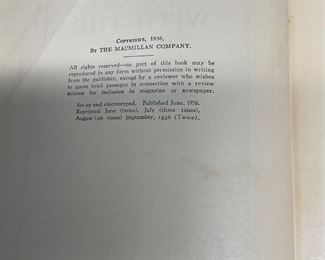 Copyright, 1936,
By THE MACMILLAN COMPANY.
All rights reserved—no part of this book may be
reproduced in any form without permission in writing
from the publisher, except by a reviewer who wishes
to quote brief passages in connection with a review
written for inclusion in magazine or newspaper.
Set up and electrotyped. Published June, 1936.
Reprinted June (twice), July (three times),
August (six times) September, 1936 (Twice),